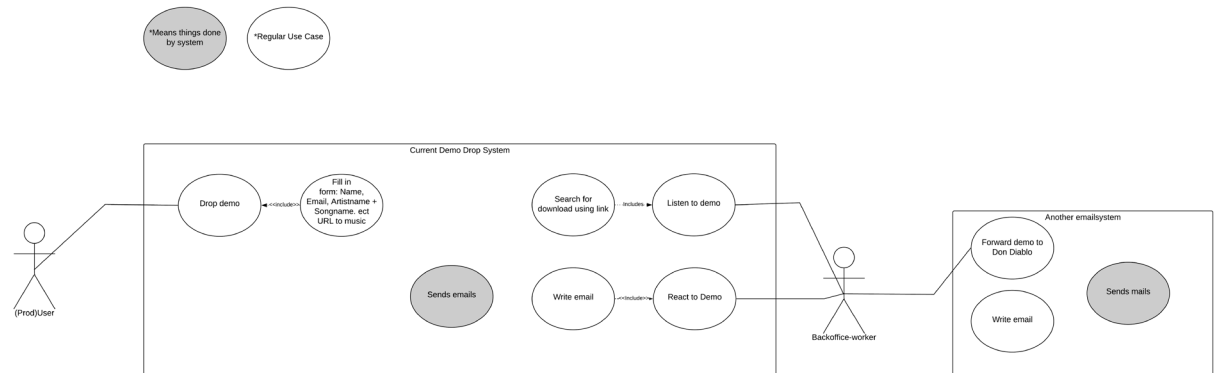 *Means things done
by system
*Regular Use Case
Current Demo Drop System
Drop demo
<<include>>
Fill in
form: Name,
Email, Artistname +
Songname. ect
URL to music
Search for
download using link
Includes
Listen to demo
Sends emails
Write email
<<Include>>
React to Demo
(Prod)User
Backoffice-worker
Another emailsystem
Forward demo to
Don Diablo
Sends mails
Write email